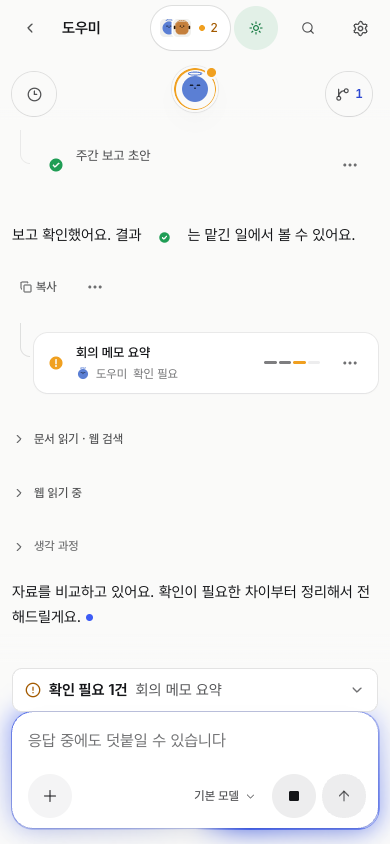 도우미
2
1
주간 보고 초안
보고 확인했어요. 결과 는 맡긴 일에서 볼 수 있어요.
복사
회의 메모 요약
도우미 확인 필요
문서 읽기 · 웹 검색
웹 읽기 중
생각 과정
자료를 비교하고 있어요. 확인이 필요한 차이부터 정리해서 전
해드릴게요.
확인 필요 1건 회의 메모 요약
응답 중에도 덧붙일 수 있습니다
기본 모델